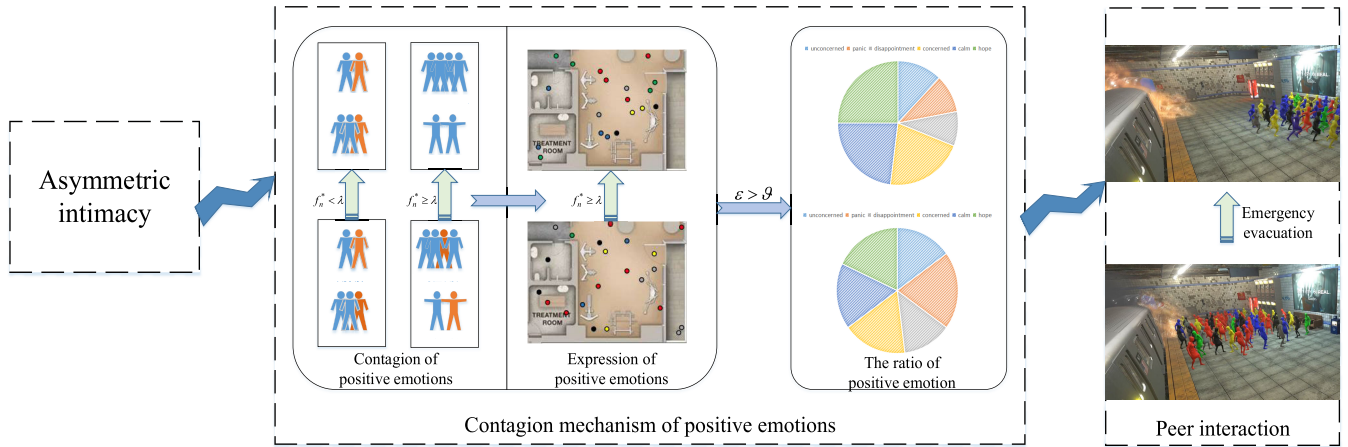 Asymmetric
intimacy
f*n < λ
f*n ≥ λ
Contagion of
positive emotions
TREATMENT
ROOM
f*n ≥ λ
TREATMENT
ROOM
Expression of
positive emotions
ε > ϑ
unconcerned panic disappointment concerned calm hope
unconcerned panic disappointment concerned calm hope
The ratio of
positive emotion
Contagion mechanism of positive emotions
Emergency
evacuation
Peer interaction